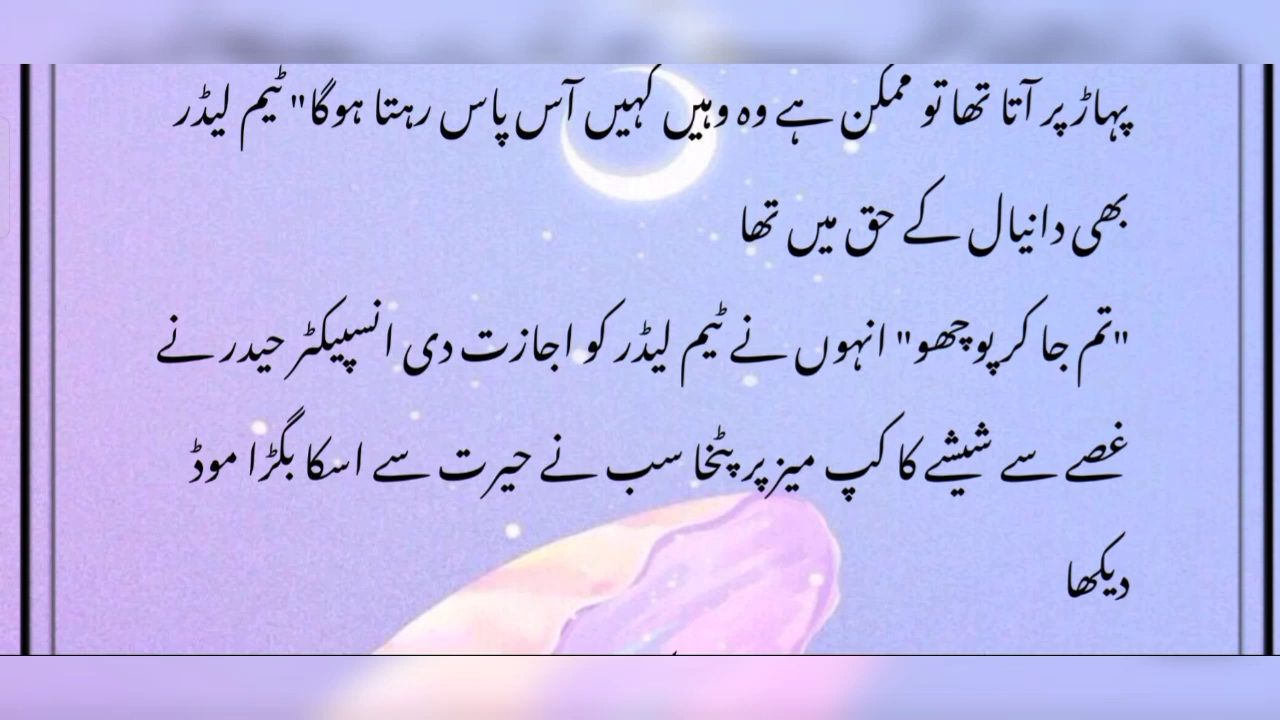 پہاڑ پر آتا تھا تو ممکن ہے وہ وہیں کہیں آس پاس رہتا ہوگا" ٹیم لیڈر
بھی دانیال کے حق میں تھا
"تم جا کر پوچھو" انہوں نے ٹیم لیڈر کو اجازت دی انسپیکٹر حیدر نے
غصے سے شیشے کا کپ میز پر پٹخا سب نے حیرت سے اسکا بگڑا موڈ
دیکھا